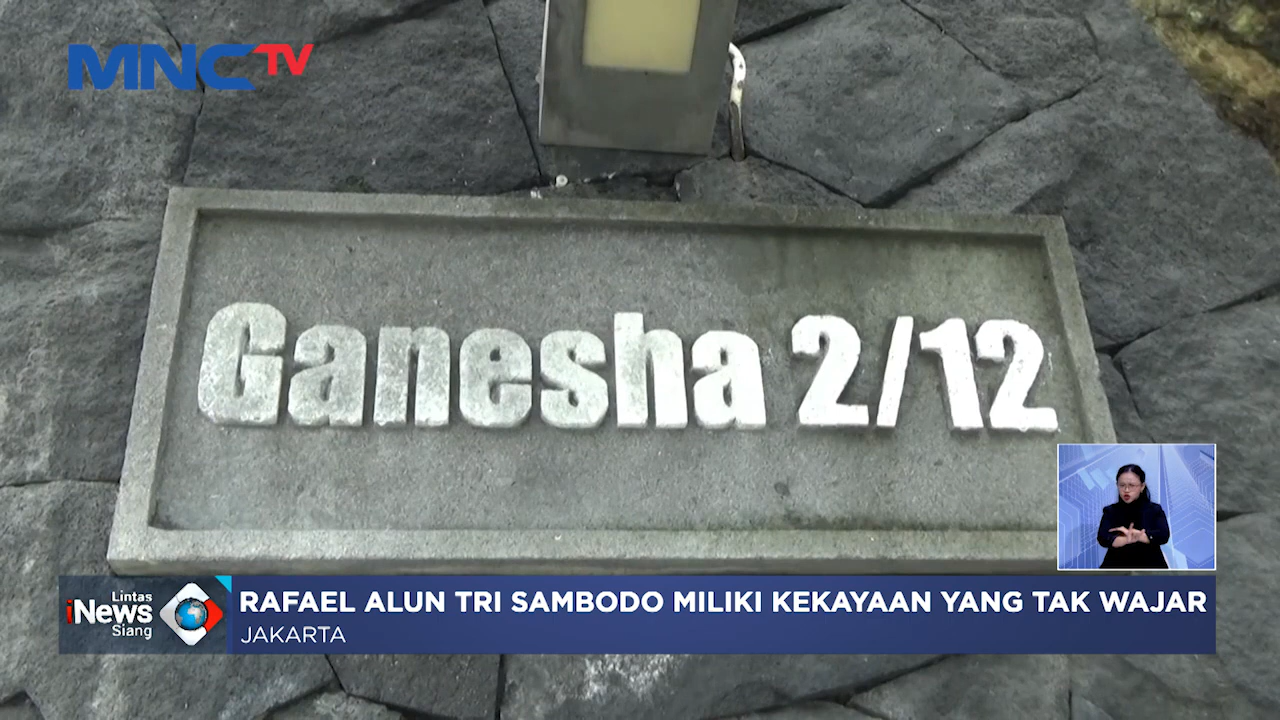 MNCTV
Ganesha 2/12
Lintas
iNews
Siang
RAFAEL ALUN TRI SAMBODO MILIKI KEKAYAAN YANG TAK WAJAR
JAKARTA